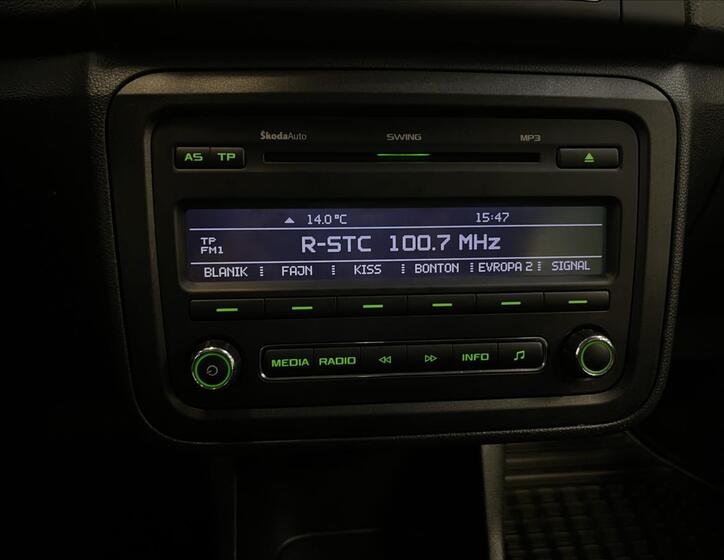 ŠkodaAuto SWING MP3
AS TP
14.0 °C 15:47
TP
FM1
R-STC 100.7 MHz
BLANIK FAJN KISS BONTON EVROPA 2 SIGNAL
MEDIA RADIO INFO